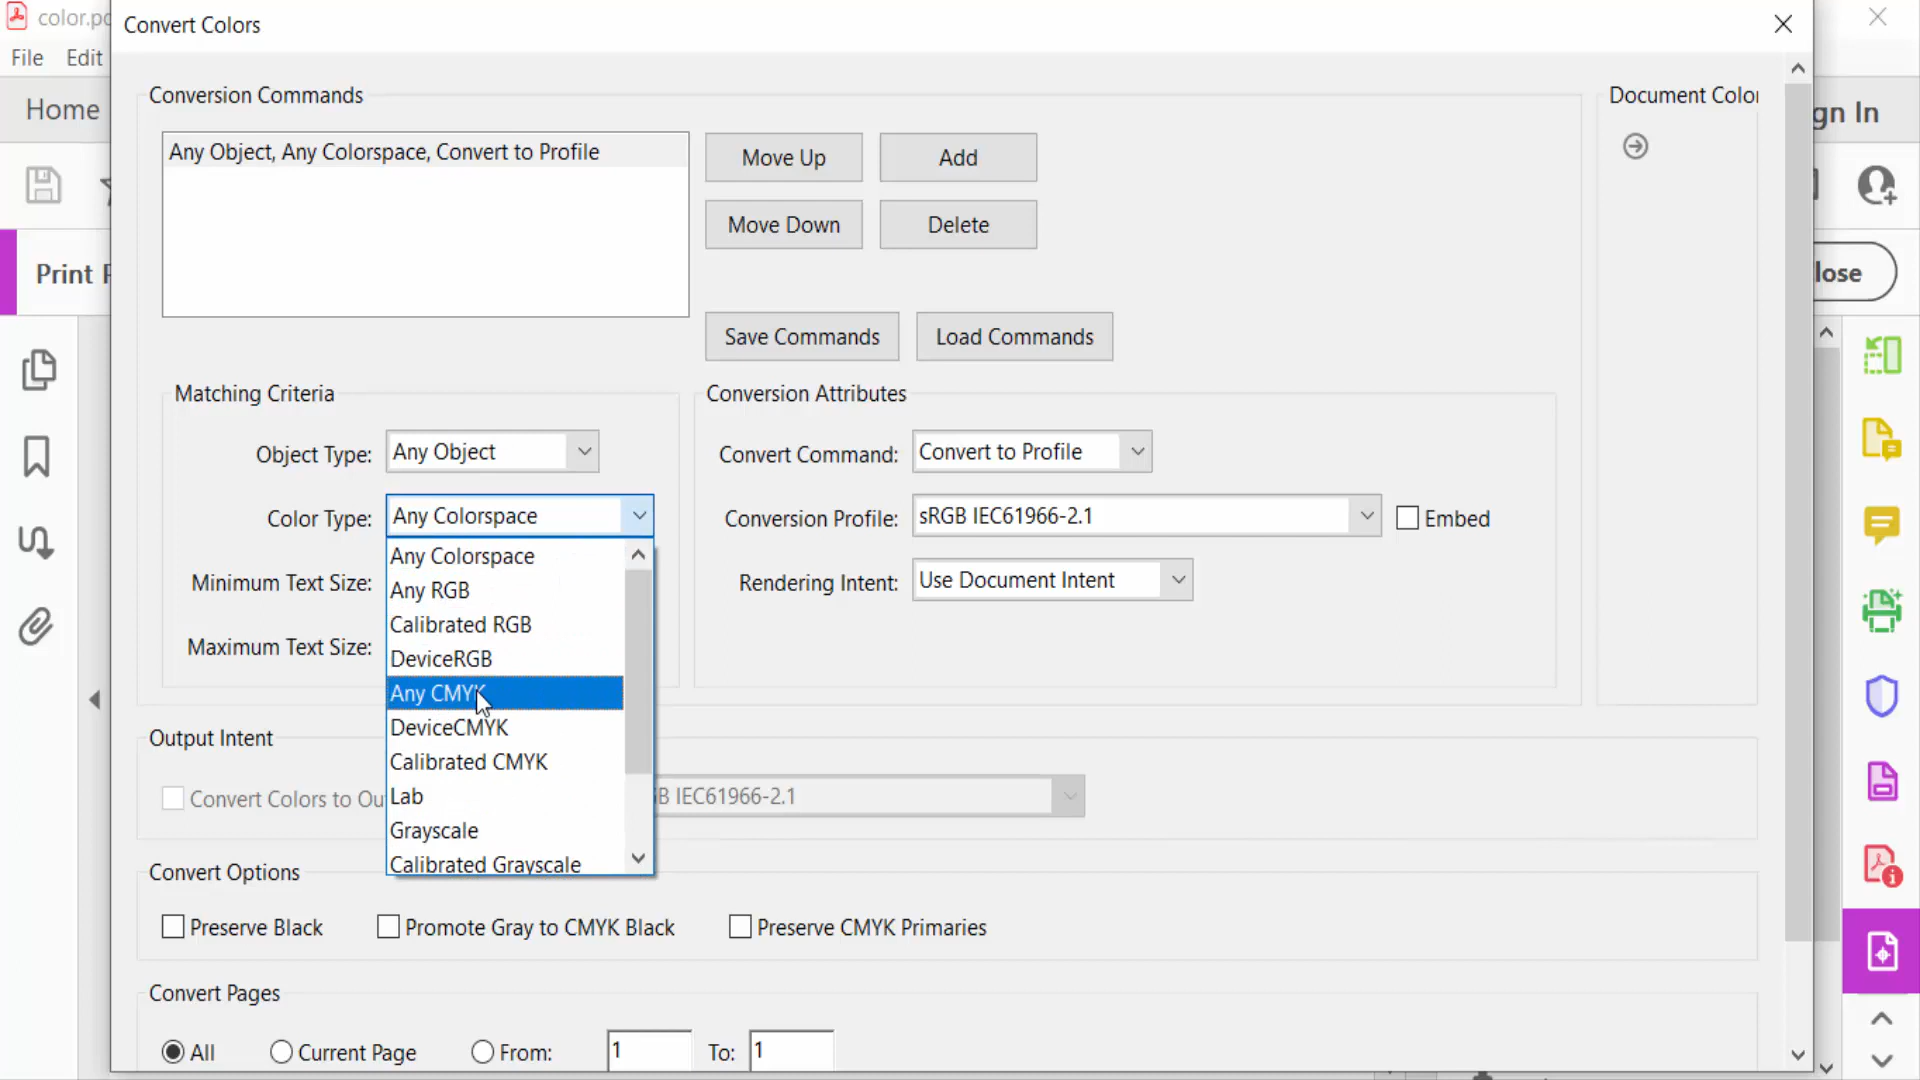 color.pd
Convert Colors
File Edit
Home
gn In
Print P
lose
Conversion Commands
Document Color
Any Object, Any Colorspace, Convert to Profile
Move Up Add
Move Down Delete
Save Commands Load Commands
Matching Criteria
Conversion Attributes
Object Type: Any Object
Convert Command: Convert to Profile
Color Type: Any Colorspace
Conversion Profile: sRGB IEC61966-2.1 Embed
Any Colorspace
Any RGB
Minimum Text Size:
Rendering Intent: Use Document Intent
Calibrated RGB
Maximum Text Size:
DeviceRGB
Any CMYK
DeviceCMYK
Calibrated CMYK
Lab
Grayscale
Calibrated Grayscale
Output Intent
Convert Colors to Ou
B IEC61966-2.1
Convert Options
Preserve Black Promote Gray to CMYK Black Preserve CMYK Primaries
Convert Pages
All Current Page From: 1 To: 1